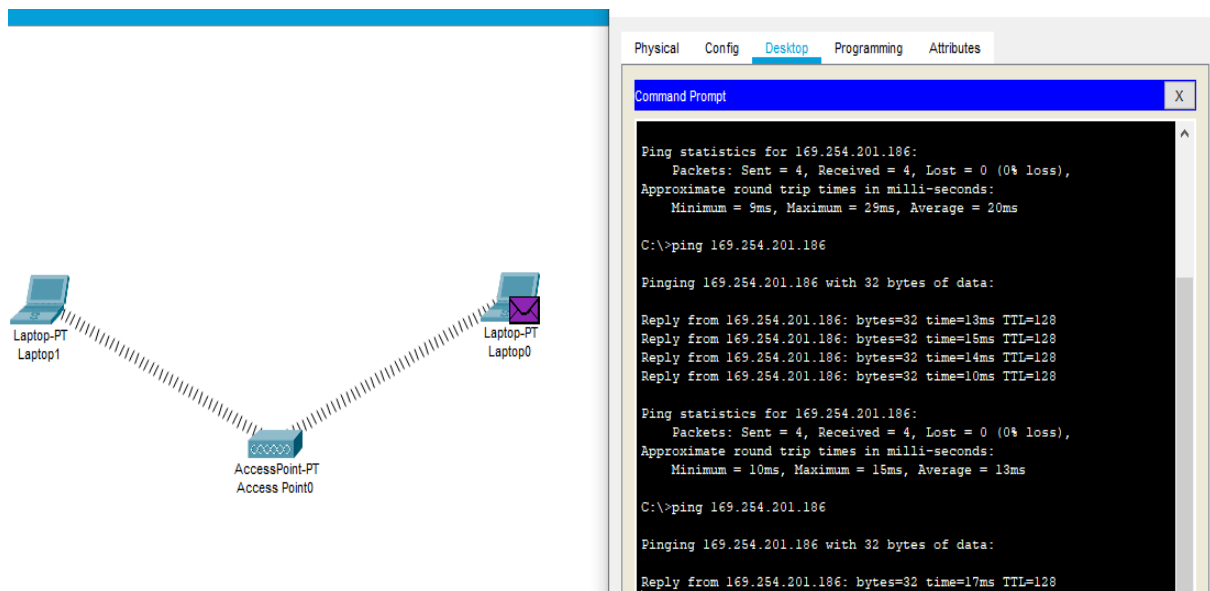 Laptop-PT
Laptop1
Laptop-PT
Laptop0
AccessPoint-PT
Access Point0
Physical Config Desktop Programming Attributes
Command Prompt X
Ping statistics for 169.254.201.186:
Packets: Sent = 4, Received = 4, Lost = 0 (0% loss),
Approximate round trip times in milli-seconds:
Minimum = 9ms, Maximum = 29ms, Average = 20ms
C:\>ping 169.254.201.186
Pinging 169.254.201.186 with 32 bytes of data:
Reply from 169.254.201.186: bytes=32 time=13ms TTL=128
Reply from 169.254.201.186: bytes=32 time=15ms TTL=128
Reply from 169.254.201.186: bytes=32 time=14ms TTL=128
Reply from 169.254.201.186: bytes=32 time=10ms TTL=128
Ping statistics for 169.254.201.186:
Packets: Sent = 4, Received = 4, Lost = 0 (0% loss),
Approximate round trip times in milli-seconds:
Minimum = 10ms, Maximum = 15ms, Average = 13ms
C:\>ping 169.254.201.186
Pinging 169.254.201.186 with 32 bytes of data:
Reply from 169.254.201.186: bytes=32 time=17ms TTL=128